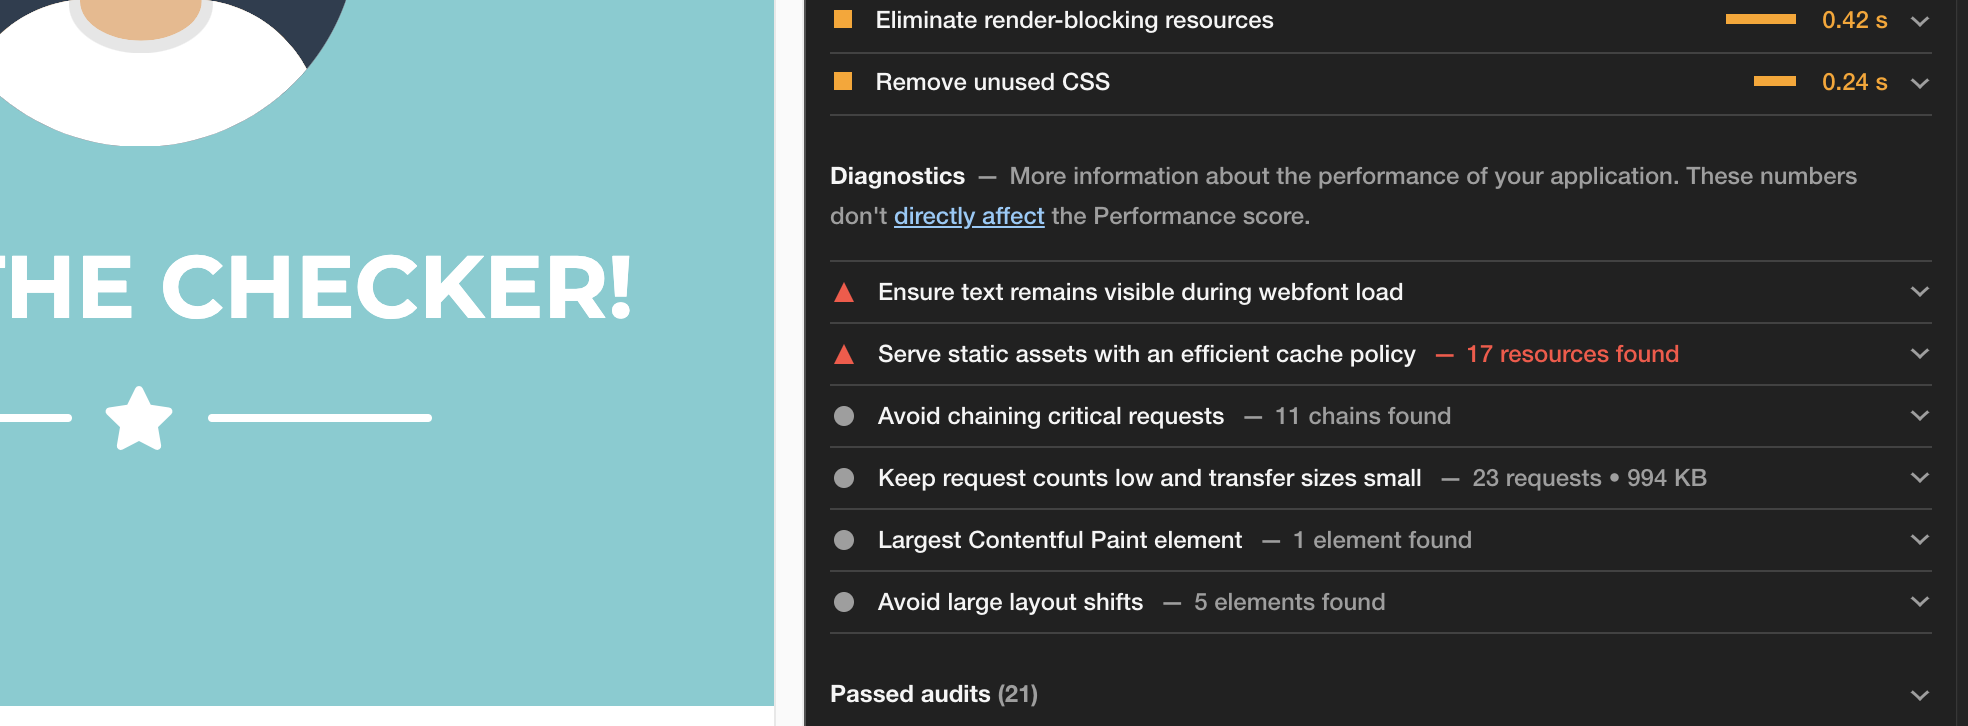 THE CHECKER!
Eliminate render-blocking resources 0.42 s
Remove unused CSS 0.24 s
Diagnostics — More information about the performance of your application. These numbers
don't directly affect the Performance score.
Ensure text remains visible during webfont load
Serve static assets with an efficient cache policy — 17 resources found
Avoid chaining critical requests — 11 chains found
Keep request counts low and transfer sizes small — 23 requests • 994 KB
Largest Contentful Paint element — 1 element found
Avoid large layout shifts — 5 elements found
Passed audits (21)